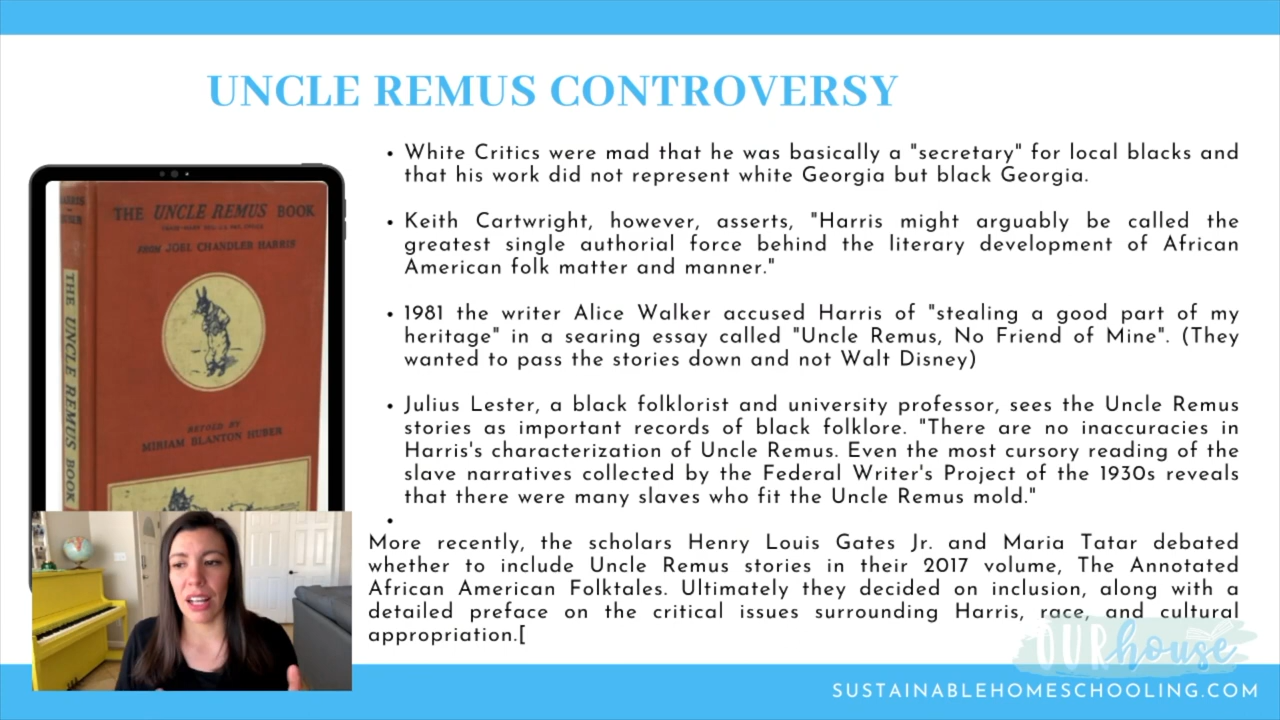 UNCLE REMUS CONTROVERSY
• White Critics were mad that he was basically a "secretary" for local blacks and
that his work did not represent white Georgia but black Georgia.
• Keith Cartwright, however, asserts, "Harris might arguably be called the
greatest single authorial force behind the literary development of African
American folk matter and manner."
• 1981 the writer Alice Walker accused Harris of "stealing a good part of my
heritage" in a searing essay called "Uncle Remus, No Friend of Mine". (They
wanted to pass the stories down and not Walt Disney)
• Julius Lester, a black folklorist and university professor, sees the Uncle Remus
stories as important records of black folklore. "There are no inaccuracies in
Harris's characterization of Uncle Remus. Even the most cursory reading of the
slave narratives collected by the Federal Writer's Project of the 1930s reveals
that there were many slaves who fit the Uncle Remus mold."
•
More recently, the scholars Henry Louis Gates Jr. and Maria Tatar debated
whether to include Uncle Remus stories in their 2017 volume, The Annotated
African American Folktales. Ultimately they decided on inclusion, along with a
detailed preface on the critical issues surrounding Harris, race, and cultural
appropriation.[
THE UNCLE REMUS BOOK
FROM JOEL CHANDLER HARRIS
RETOLD BY
MIRIAM BLANTON HUBER
THE UNCLE REMUS BOOK
OUR house
SUSTAINABLEHOMESCHOOLING.COM